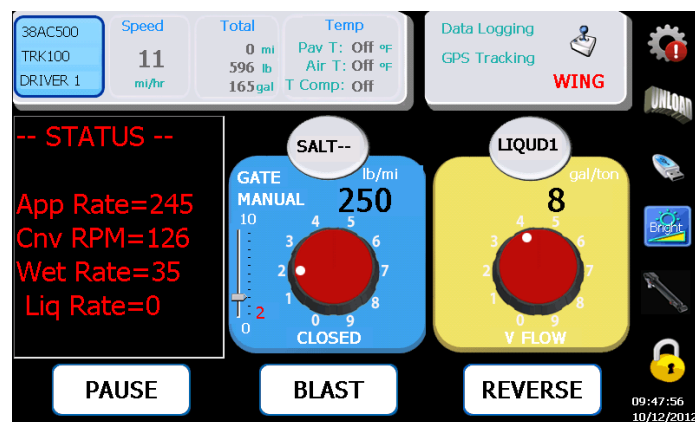 38AC500
TRK100
DRIVER 1
Speed
11
mi/hr
Total
0 mi
596 lb
165 gal
Temp
Pav T: Off °F
Air T: Off °F
T Comp: Off
Data Logging
GPS Tracking
WING
UNLOAD
Bright
-- STATUS --
App Rate=245
Cnv RPM=126
Wet Rate=35
Liq Rate=0
SALT--
GATE
MANUAL
lb/mi
250
10
2
0
0 1 2 3 4 5 6 7 8 9
CLOSED
LIQUD1
gal/ton
8
0 1 2 3 4 5 6 7 8 9
V FLOW
PAUSE
BLAST
REVERSE
09:47:56
10/12/2012